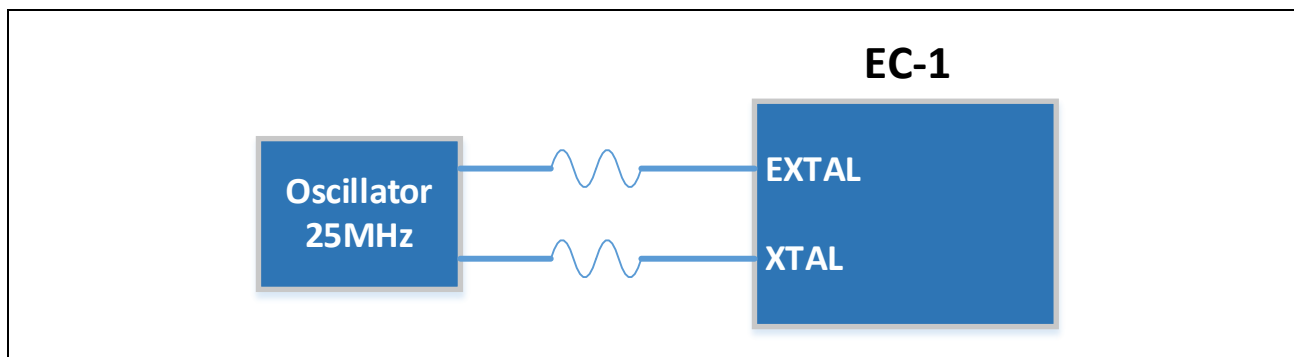 EC-1
Oscillator
25MHz
EXTAL
XTAL